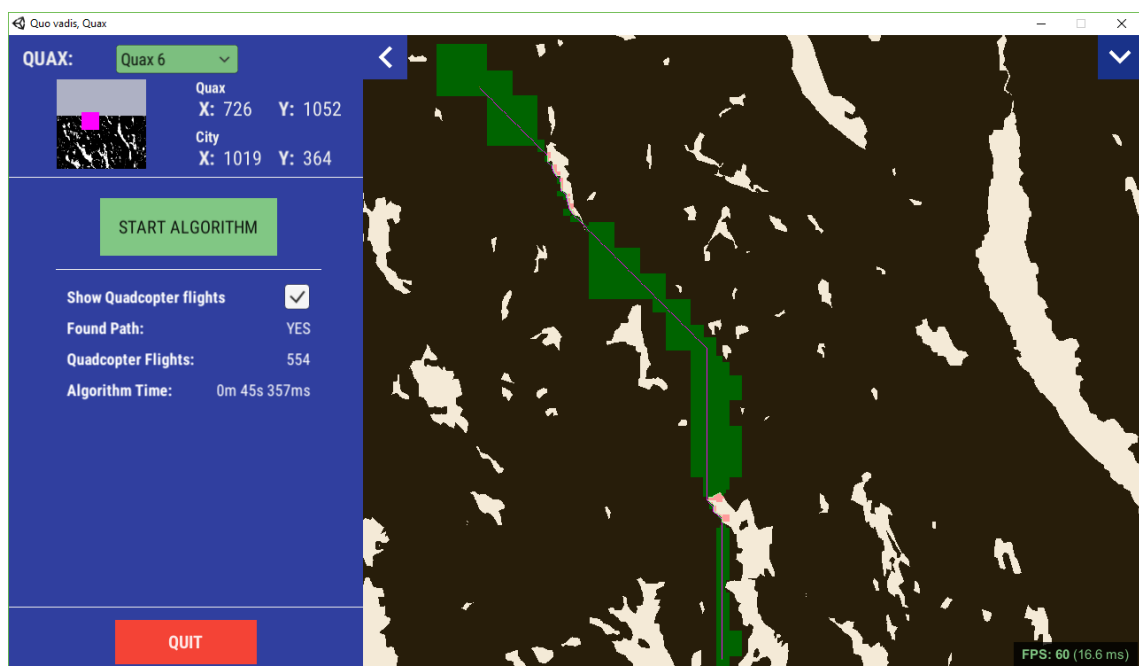 Quo vadis, Quax
QUAX: Quax 6
Quax
X: 726 Y: 1052
City
X: 1019 Y: 364
START ALGORITHM
Show Quadcopter flights
Found Path: YES
Quadcopter Flights: 554
Algorithm Time: 0m 45s 357ms
QUIT
FPS: 60 (16.6 ms)